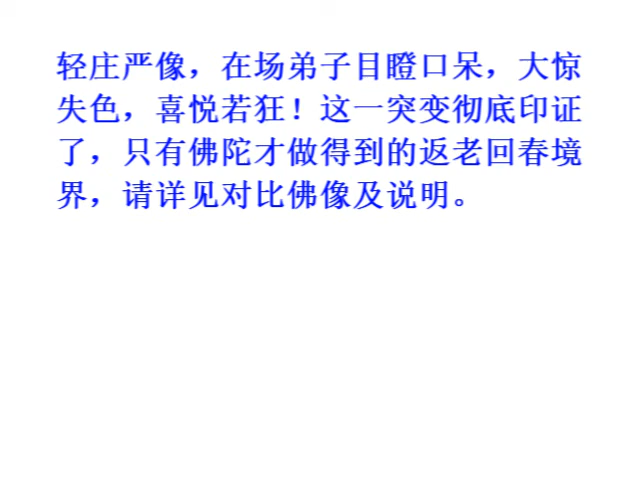 轻庄严像，在场弟子目瞪口呆，大惊
失色，喜悦若狂！这一突变彻底印证
了，只有佛陀才做得到的返老回春境
界，请详见对比佛像及说明。